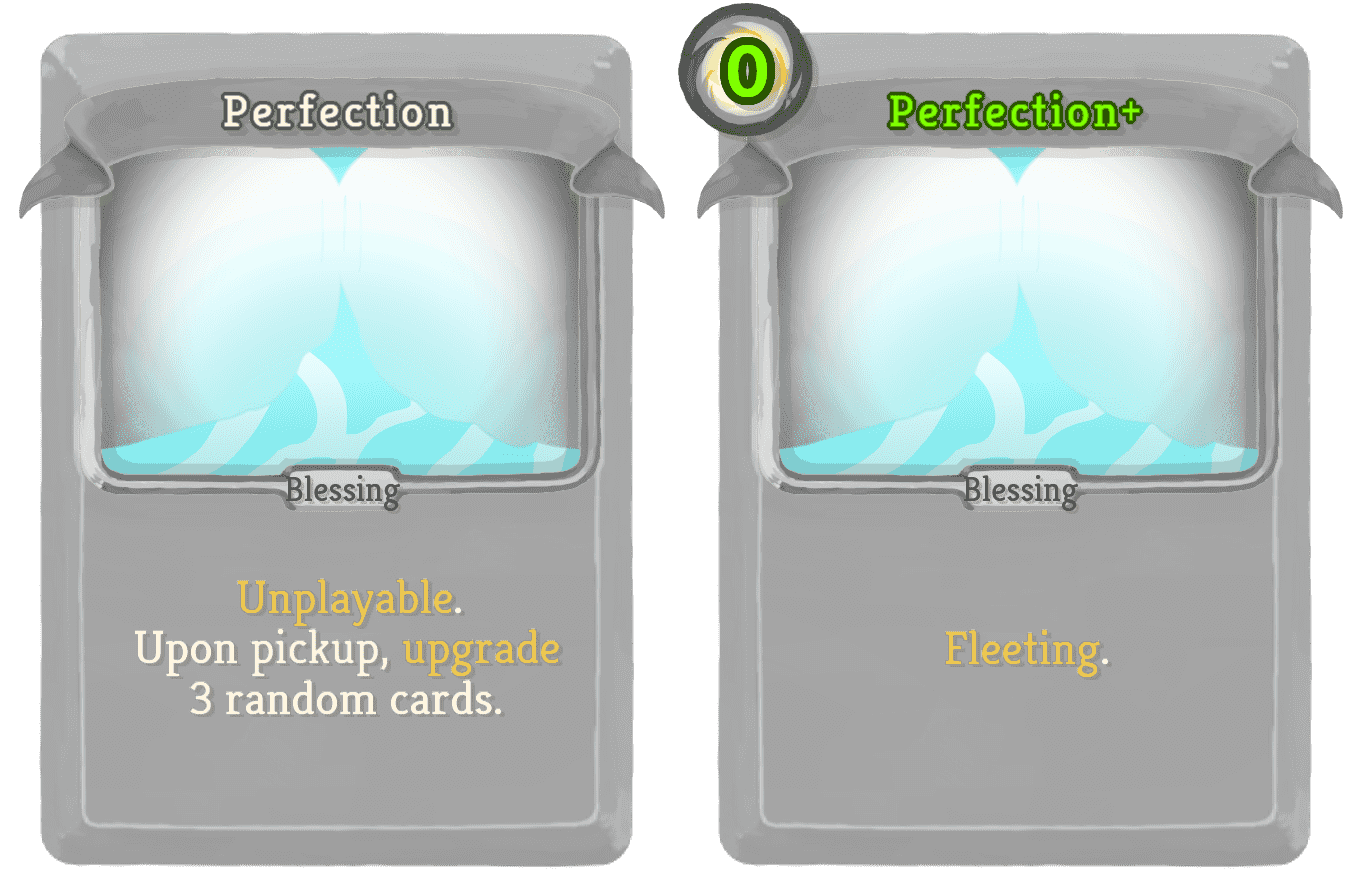 Perfection
Blessing
Unplayable.
Upon pickup, upgrade
3 random cards.
0
Perfection+
Blessing
Fleeting.